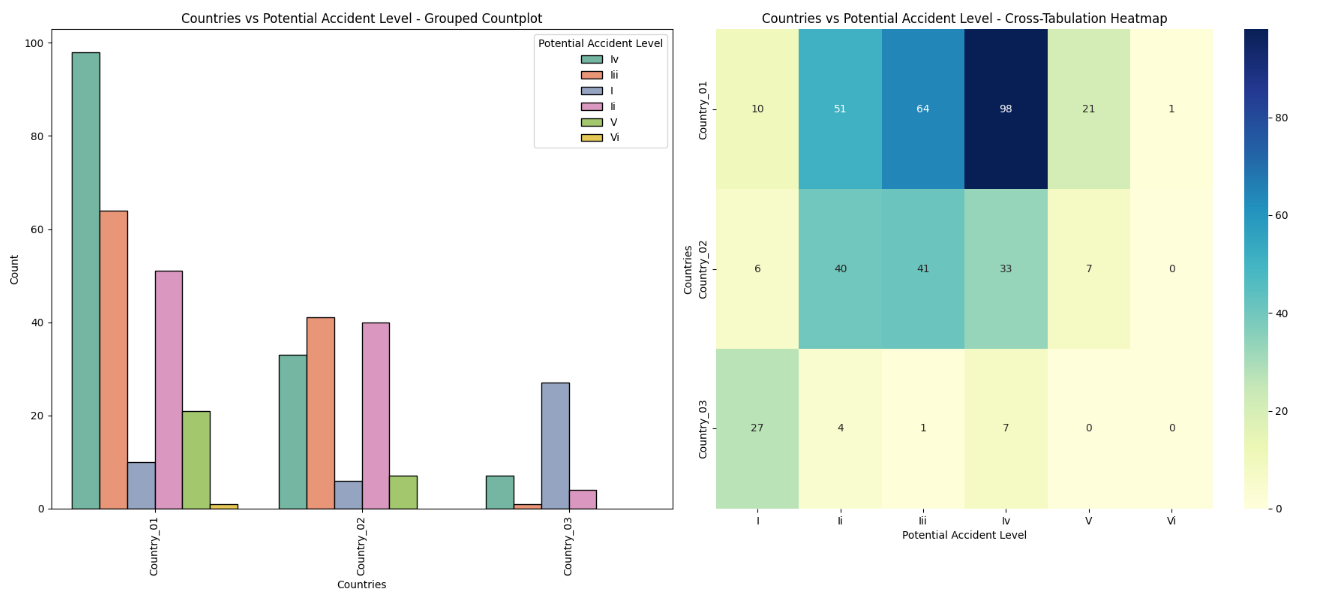 Countries vs Potential Accident Level - Grouped Countplot
100
80
60
40
20
0
Count
Potential Accident Level
Iv
Iii
I
Ii
V
Vi
Country_01
Country_02
Country_03
Countries
Countries vs Potential Accident Level - Cross-Tabulation Heatmap
Countries
Country_01
10 51 64 98 21 1
Country_02
6 40 41 33 7 0
Country_03
27 4 1 7 0 0
I Ii Iii Iv V Vi
Potential Accident Level
80
60
40
20
0